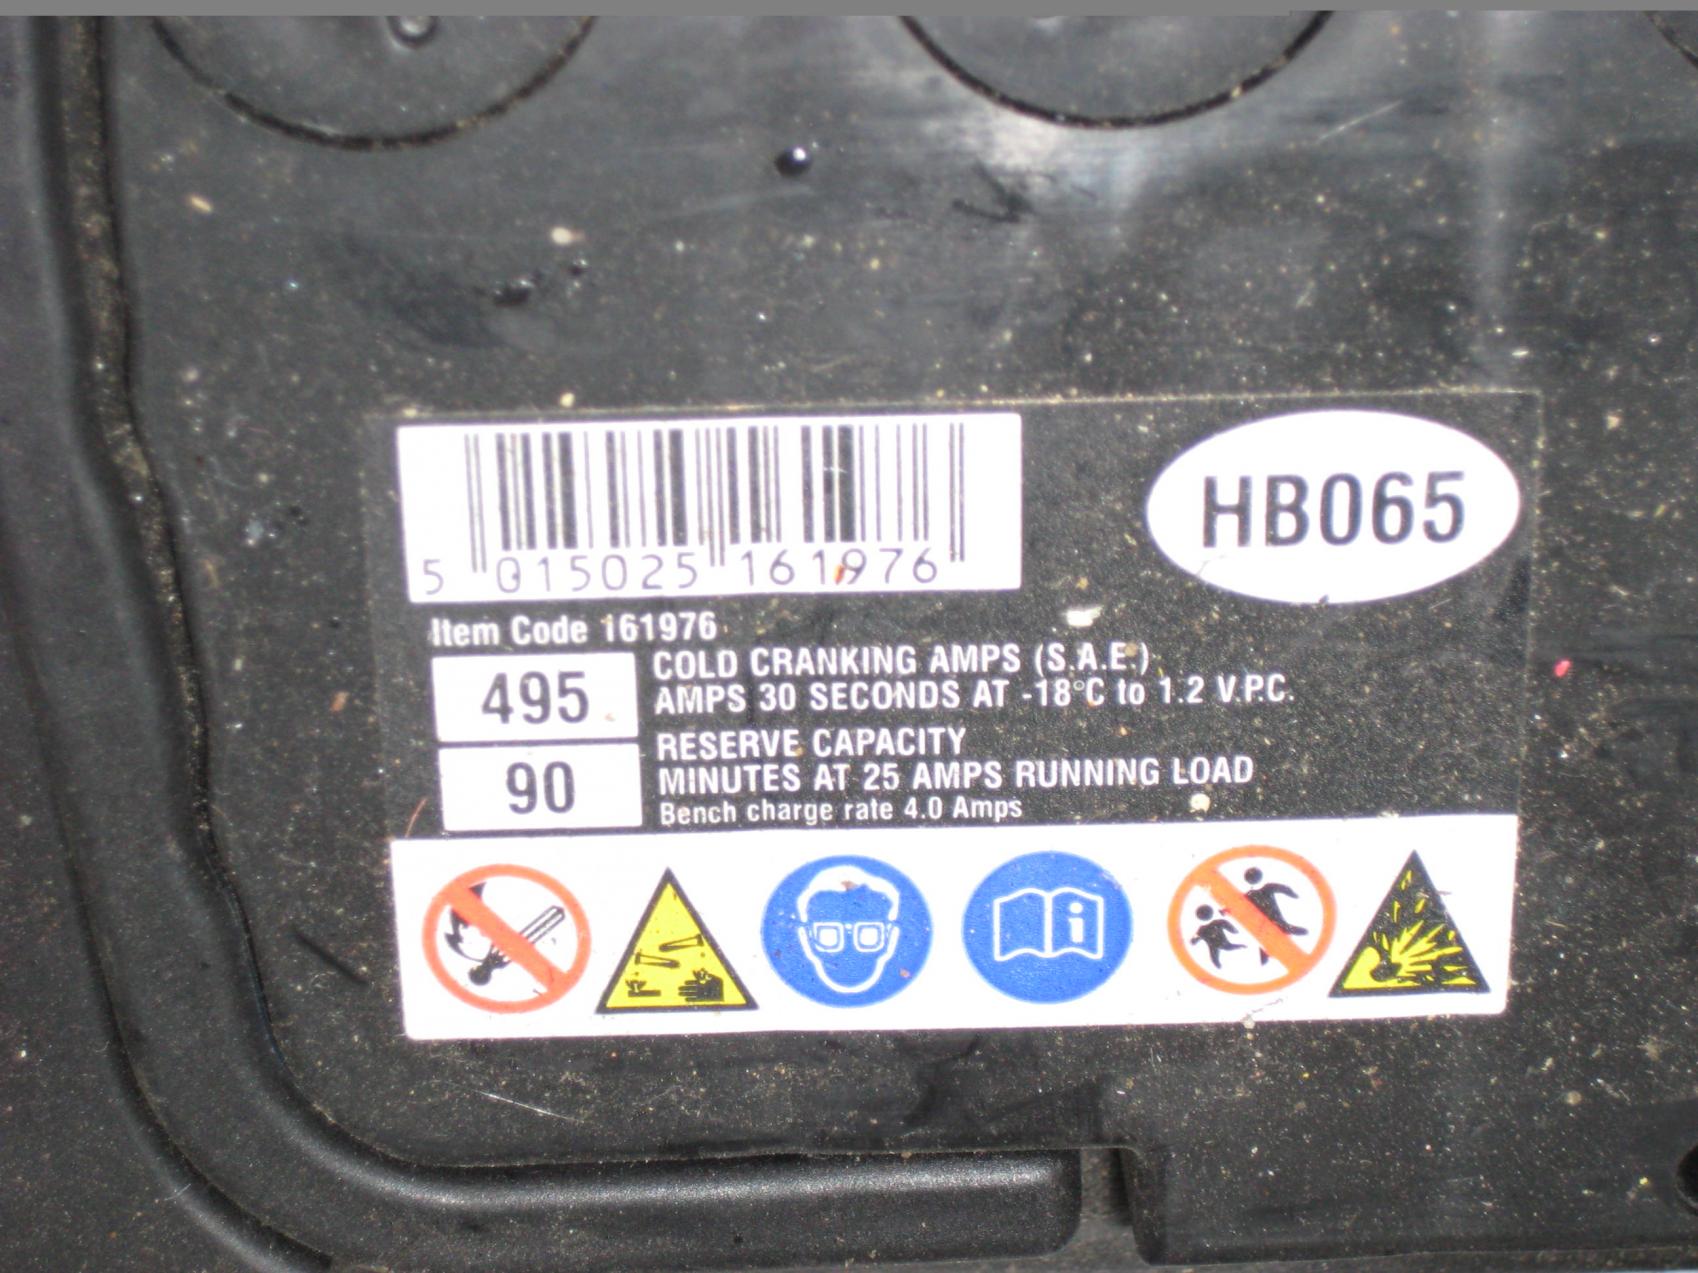 5 015025 161976
HB065
Item Code 161976
495
COLD CRANKING AMPS (S.A.E.)
AMPS 30 SECONDS AT -18°C to 1.2 V.P.C.
90
RESERVE CAPACITY
MINUTES AT 25 AMPS RUNNING LOAD
Bench charge rate 4.0 Amps
i